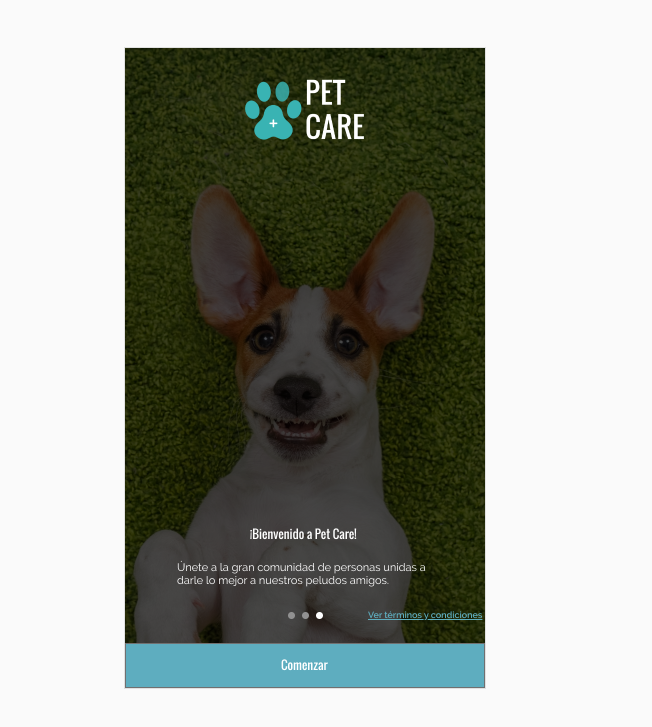 PET
CARE
¡Bienvenido a Pet Care!
Únete a la gran comunidad de personas unidas a
darle lo mejor a nuestros peludos amigos.
Ver términos y condiciones
Comenzar